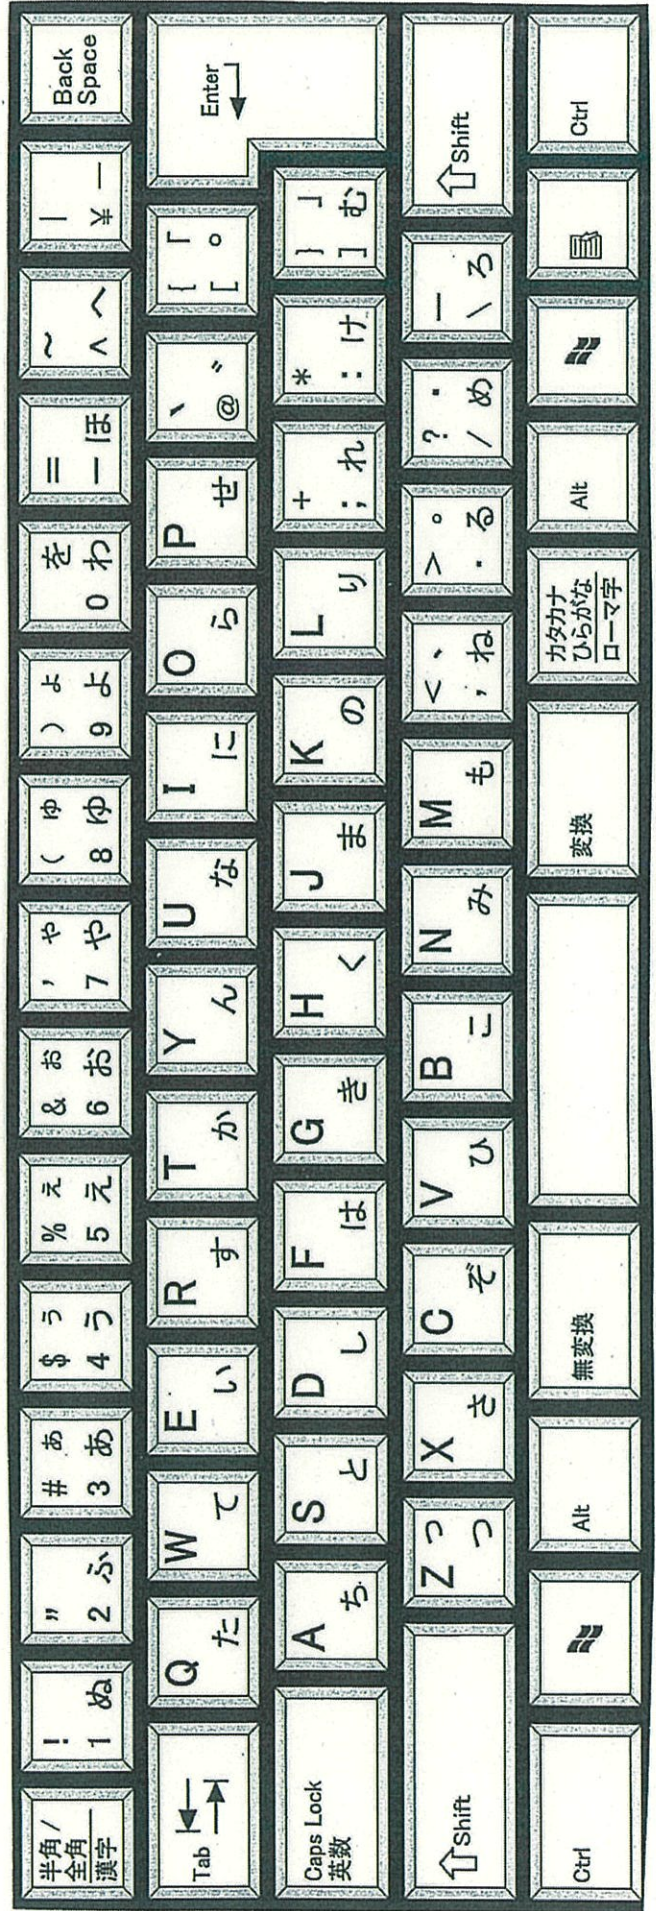 半角/
全角
漢字
! 1 ぬ
" 2 ふ
# ぁ 3 あ
$ ぅ 4 う
% ぇ 5 え
& ぉ 6 お
' ゃ 7 や
( ゅ 8 ゆ
) ょ 9 よ
を 0 わ
= ー ほ
~ ^ へ
| ¥ ー
Back
Space
Tab
Q た
W て
E い
R す
T か
Y ん
U な
I に
O ら
P せ
` @ ゛
{ 「 [ ゜
Enter
Caps Lock
英数
A ち
S と
D し
F は
G き
H く
J ま
K の
L り
+ ; れ
* : け
} 」 ] む
⇧Shift
Z っ つ
X さ
C ぞ
V ひ
B こ
N み
M も
< 、 , ね
> 。 . る
? ・ / め
_ \ ろ
⇧Shift
Ctrl
Alt
無変換
変換
カタカナ
ひらがな
ローマ字
Alt
Ctrl